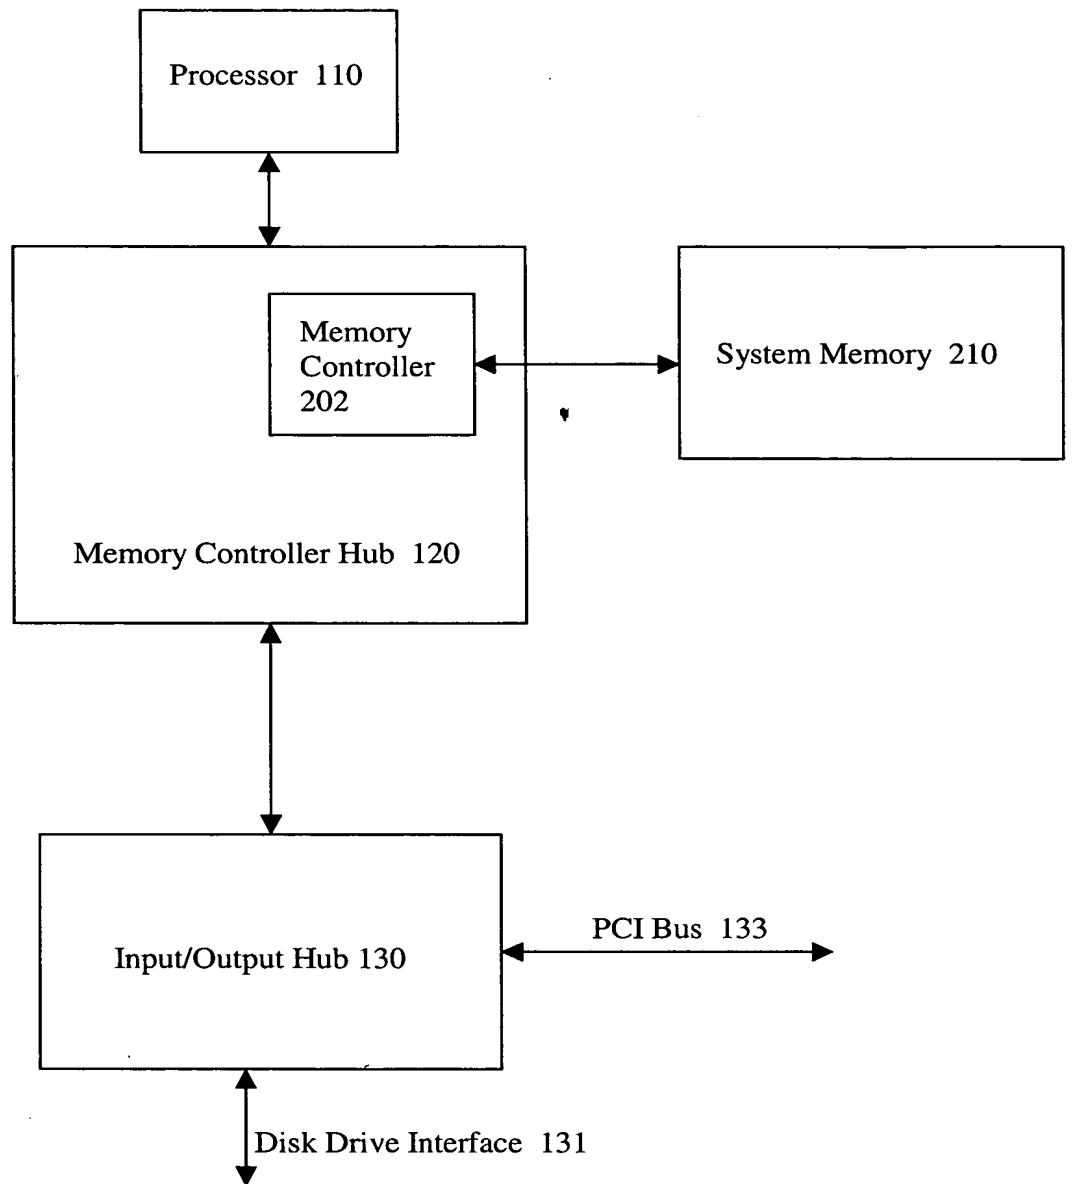 Processor 110
Memory
Controller
202
System Memory 210
Memory Controller Hub 120
PCI Bus 133
Input/Output Hub 130
Disk Drive Interface 131